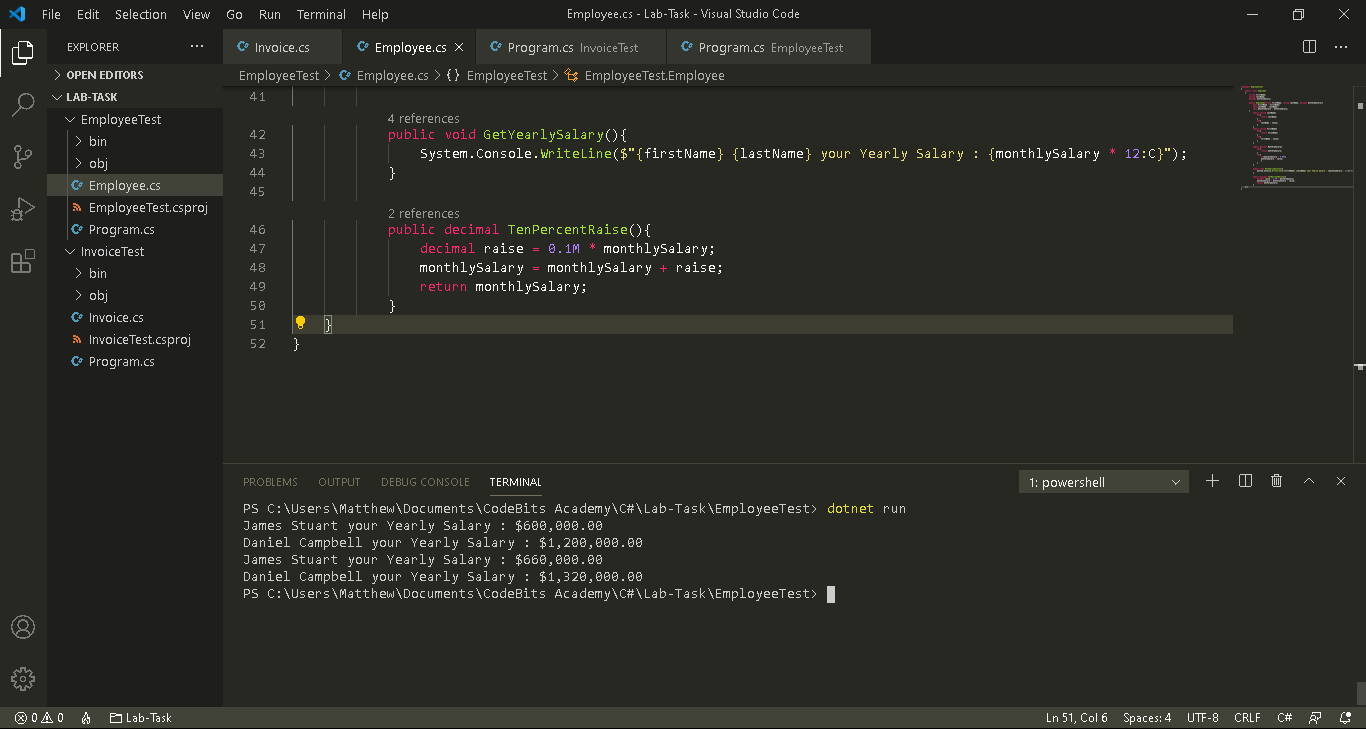 File Edit Selection View Go Run Terminal Help Employee.cs - Lab-Task - Visual Studio Code
EXPLORER
OPEN EDITORS
LAB-TASK
EmployeeTest
bin
obj
Employee.cs
EmployeeTest.csproj
Program.cs
InvoiceTest
bin
obj
Invoice.cs
InvoiceTest.csproj
Program.cs
Invoice.cs Employee.cs Program.cs InvoiceTest Program.cs EmployeeTest
EmployeeTest > Employee.cs > {} EmployeeTest > EmployeeTest.Employee
41
4 references
42 public void GetYearlySalary(){
43 System.Console.WriteLine($"{firstName} {lastName} your Yearly Salary : {monthlySalary * 12:C}");
44 }
45
2 references
46 public decimal TenPercentRaise(){
47 decimal raise = 0.1M * monthlySalary;
48 monthlySalary = monthlySalary + raise;
49 return monthlySalary;
50 }
51 }
52 }
PROBLEMS OUTPUT DEBUG CONSOLE TERMINAL 1: powershell
PS C:\Users\Matthew\Documents\CodeBits Academy\C#\Lab-Task\EmployeeTest> dotnet run
James Stuart your Yearly Salary : $600,000.00
Daniel Campbell your Yearly Salary : $1,200,000.00
James Stuart your Yearly Salary : $660,000.00
Daniel Campbell your Yearly Salary : $1,320,000.00
PS C:\Users\Matthew\Documents\CodeBits Academy\C#\Lab-Task\EmployeeTest>
0 0 Lab-Task Ln 51, Col 6 Spaces: 4 UTF-8 CRLF C#